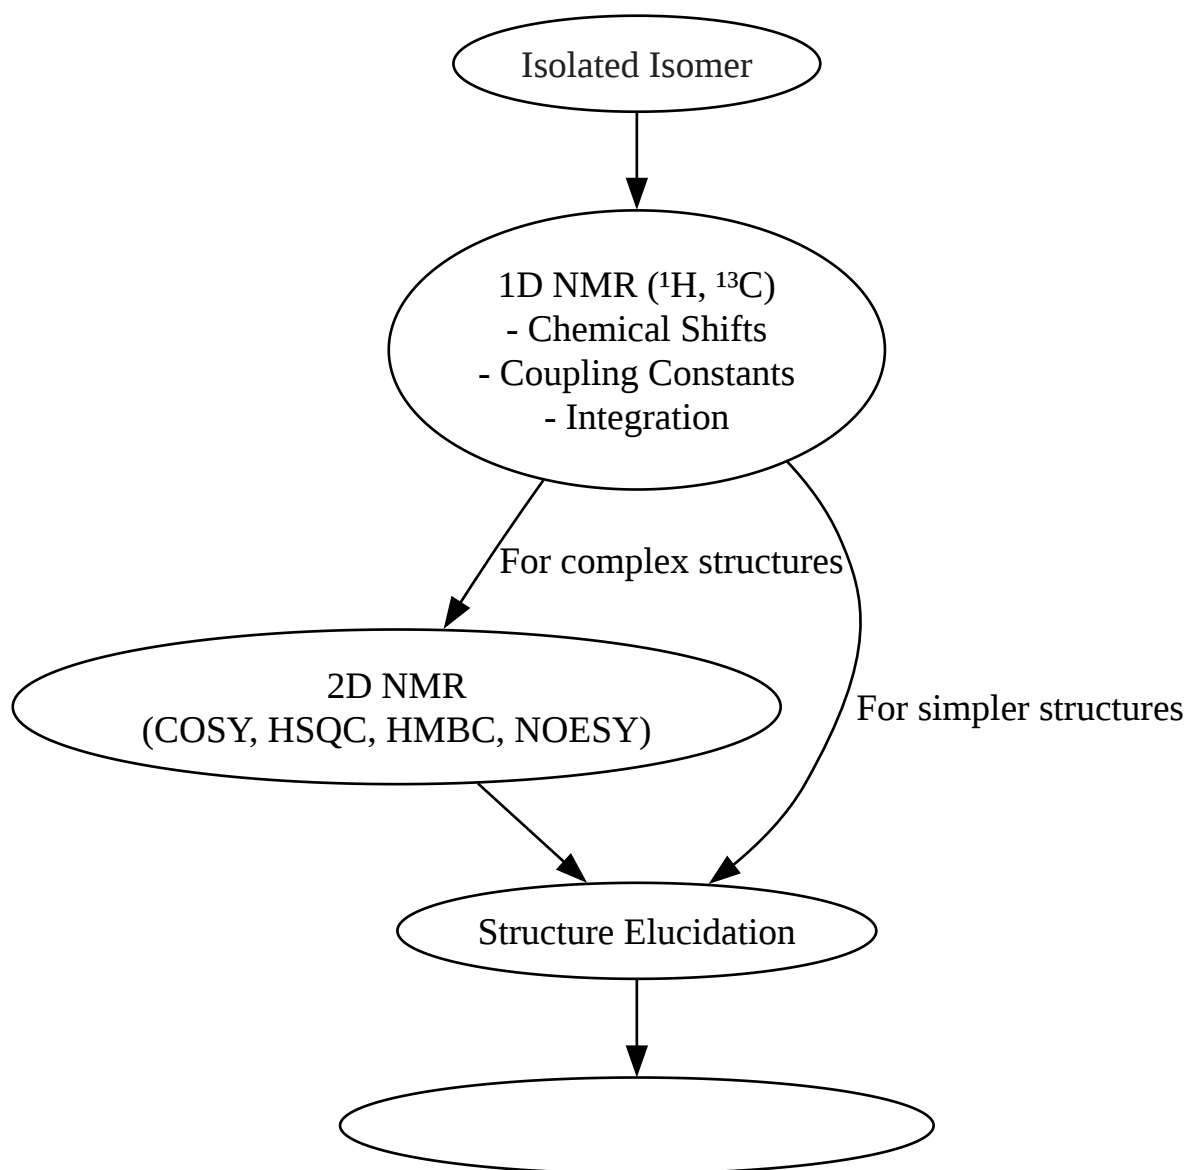 Isolated Isomer
1D NMR (¹H, ¹³C)
- Chemical Shifts
- Coupling Constants
- Integration
For complex structures
2D NMR
(COSY, HSQC, HMBC, NOESY)
For simpler structures
Structure Elucidation